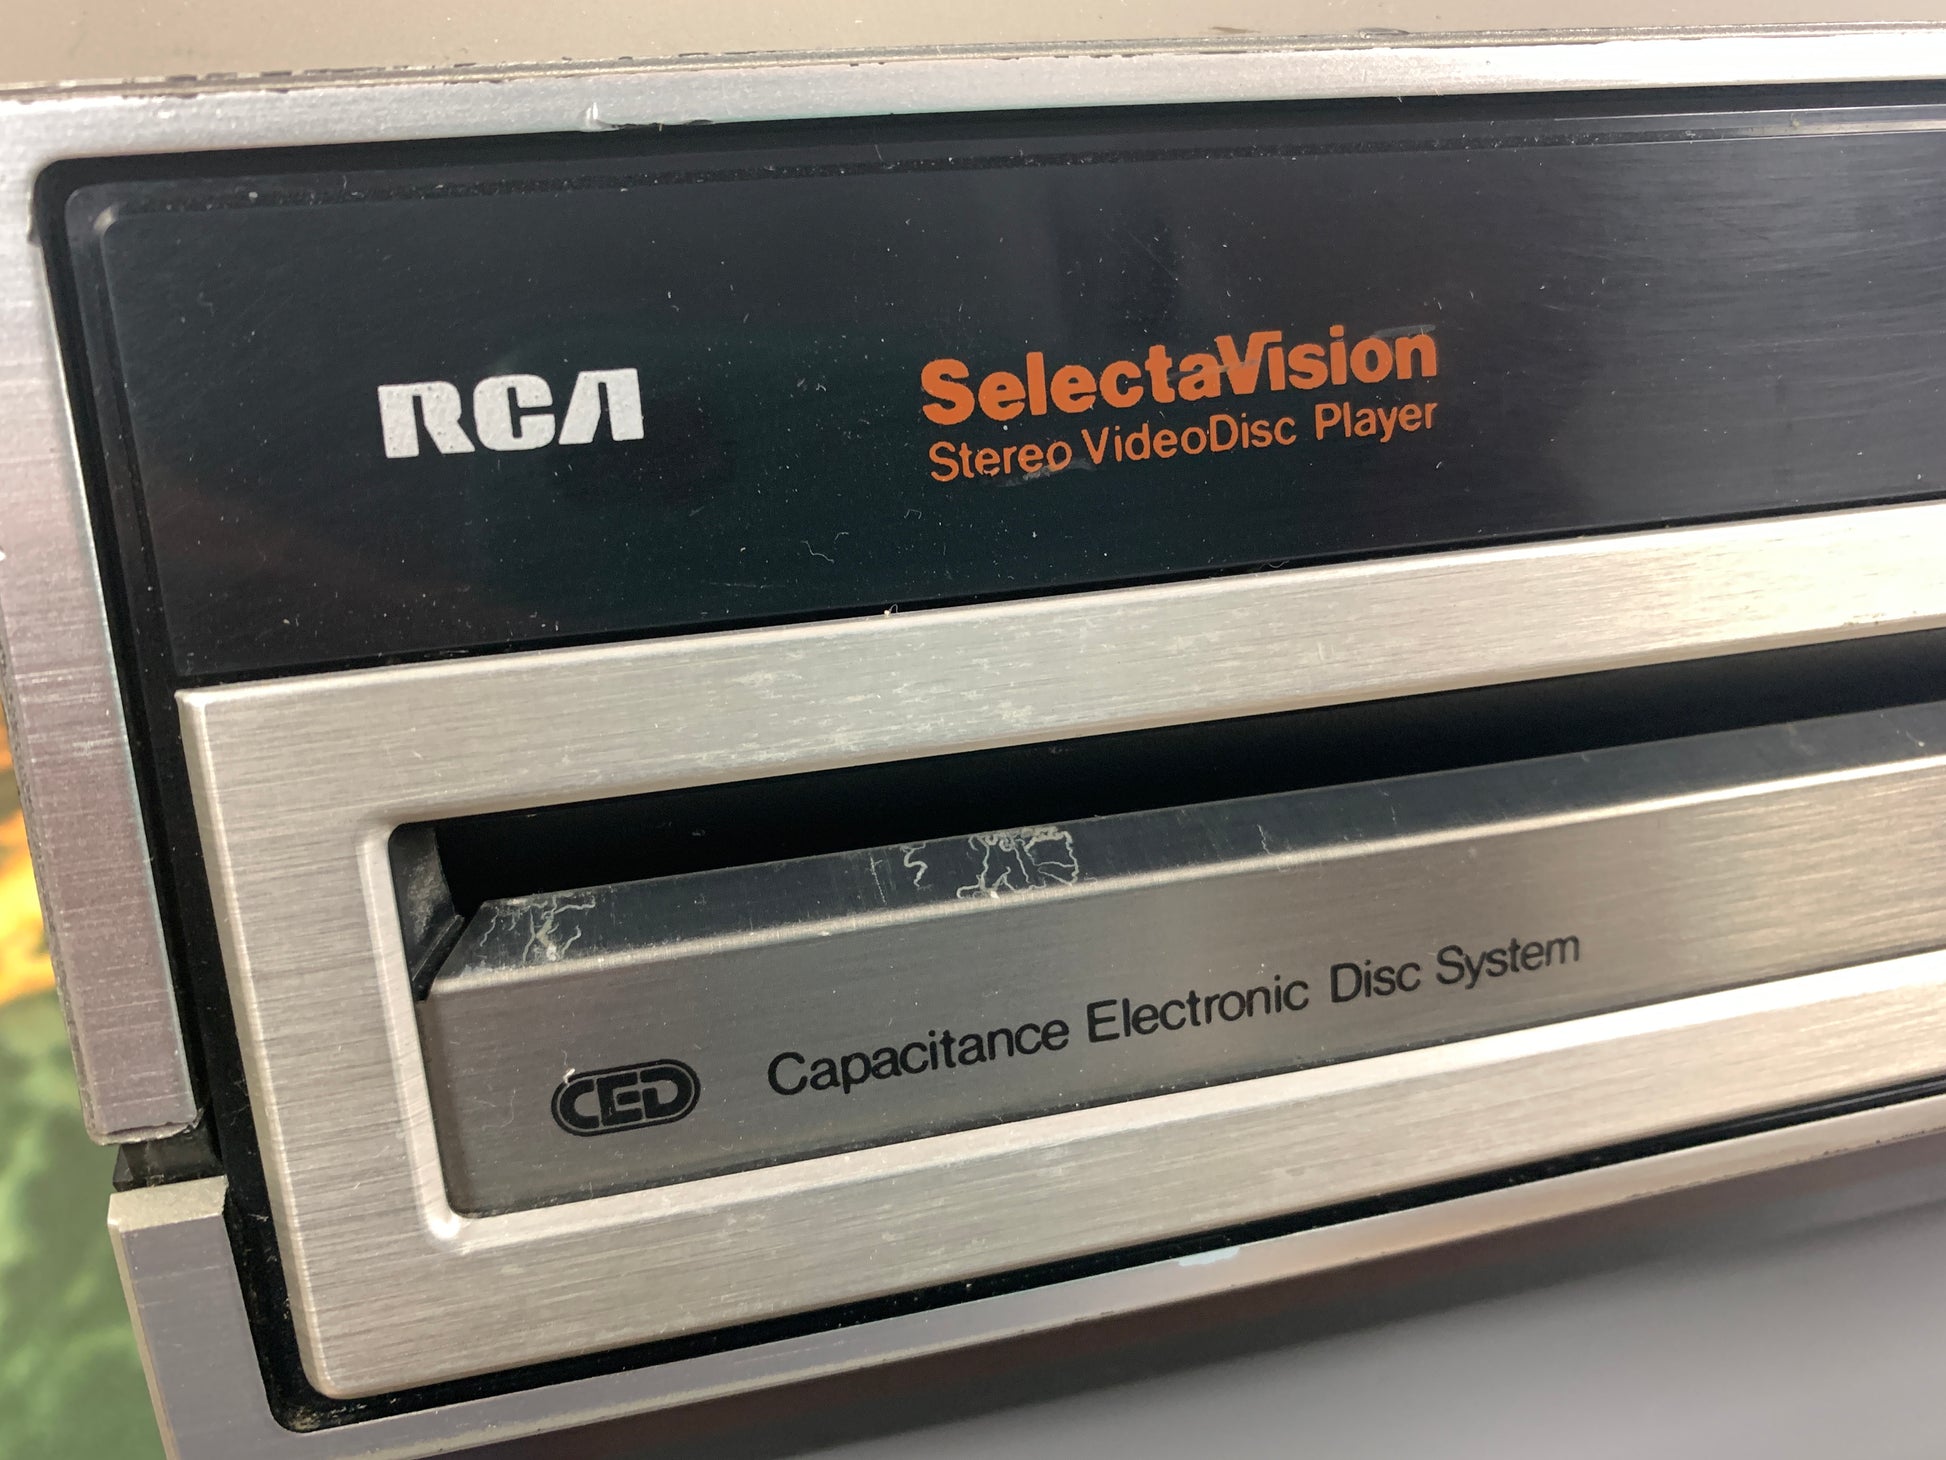 RCA
SelectaVision
Stereo VideoDisc Player
CED
Capacitance Electronic Disc System